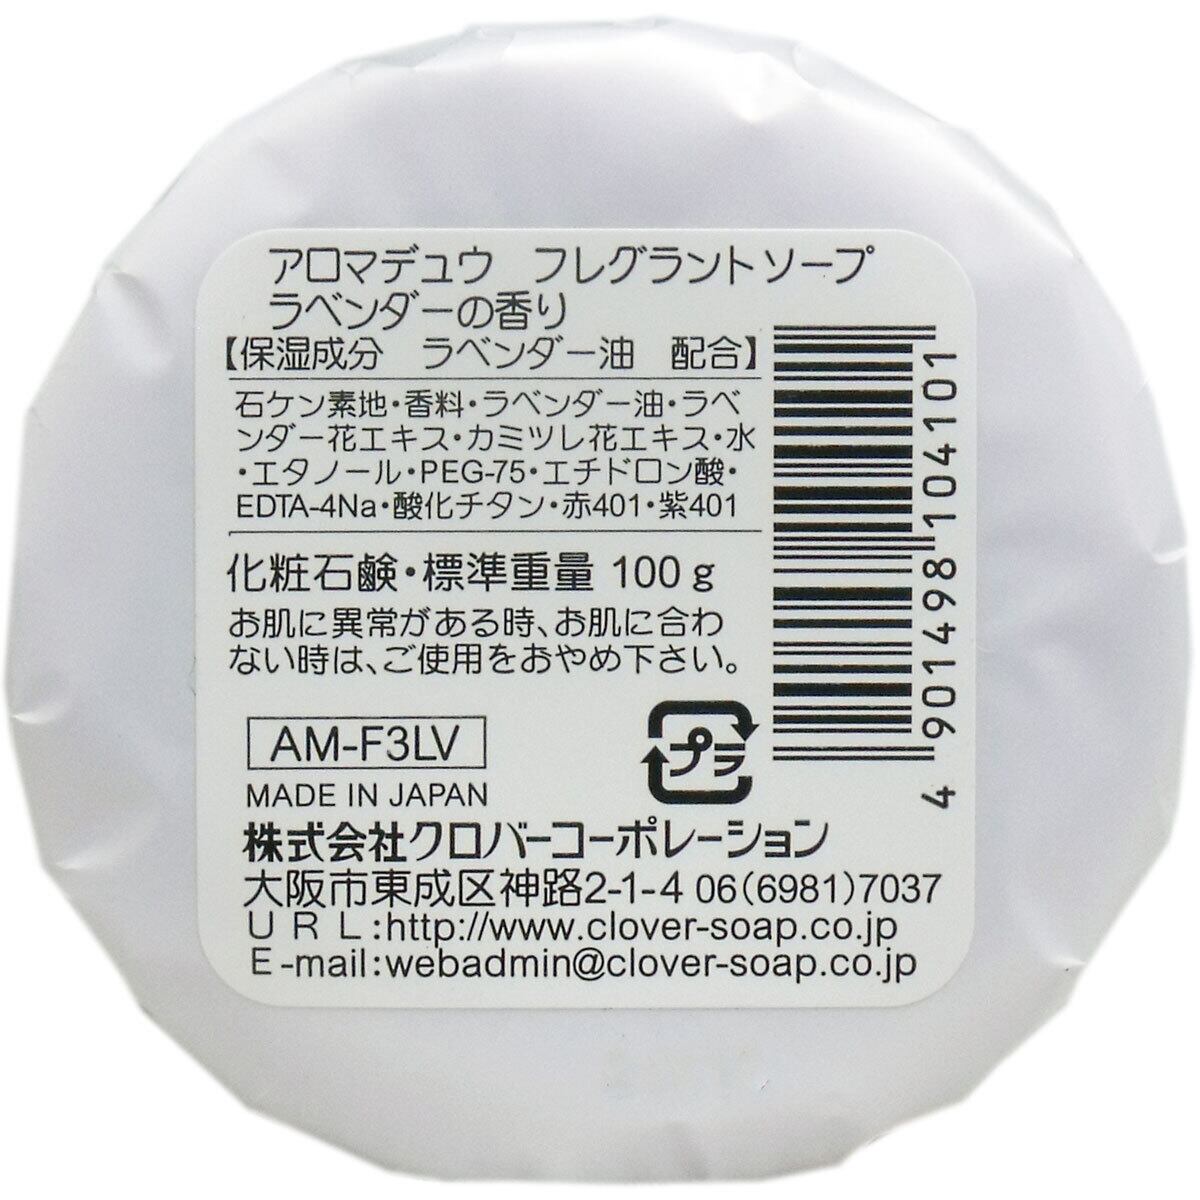 アロマデュウ フレグラントソープ
ラベンダーの香り
【保湿成分 ラベンダー油 配合】
石ケン素地・香料・ラベンダー油・ラベ
ンダー花エキス・カミツレ花エキス・水
・エタノール・PEG-75・エチドロン酸・
EDTA-4Na・酸化チタン・赤401・紫401
化粧石鹸・標準重量 100g
お肌に異常がある時、お肌に合わ
ない時は、ご使用をおやめ下さい。
AM-F3LV
MADE IN JAPAN
プラ
株式会社クロバーコーポレーション
大阪市東成区神路2-1-4 06(6981)7037
URL:http://www.clover-soap.co.jp
E-mail:webadmin@clover-soap.co.jp
4 901498 104101